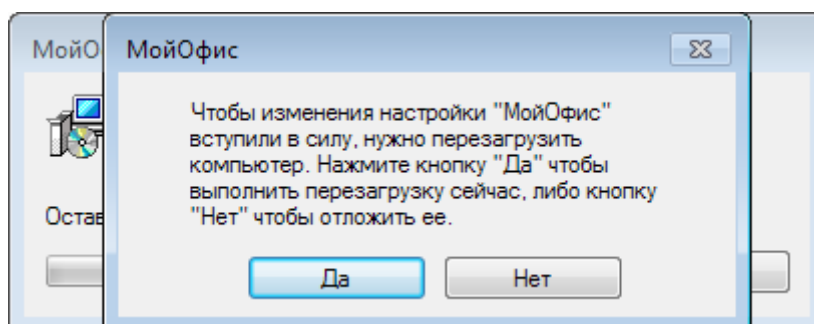 МойО
МойОфис
Чтобы изменения настройки "МойОфис"
вступили в силу, нужно перезагрузить
компьютер. Нажмите кнопку "Да" чтобы
выполнить перезагрузку сейчас, либо кнопку
"Нет" чтобы отложить ее.
Остав
Да
Нет